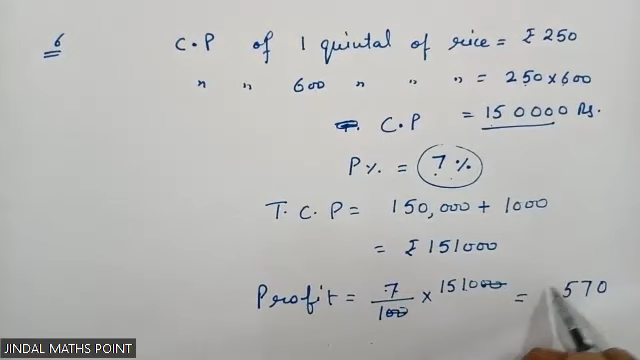 6 C.P of 1 quintal of rice = ₹ 250
" " 600 " " " = 250 × 600
C.P = 150000 Rs.
P% = 7%
T. C. P = 150,000 + 1000
= ₹ 151000
Profit = 7/100 × 151000 = 570
JINDAL MATHS POINT